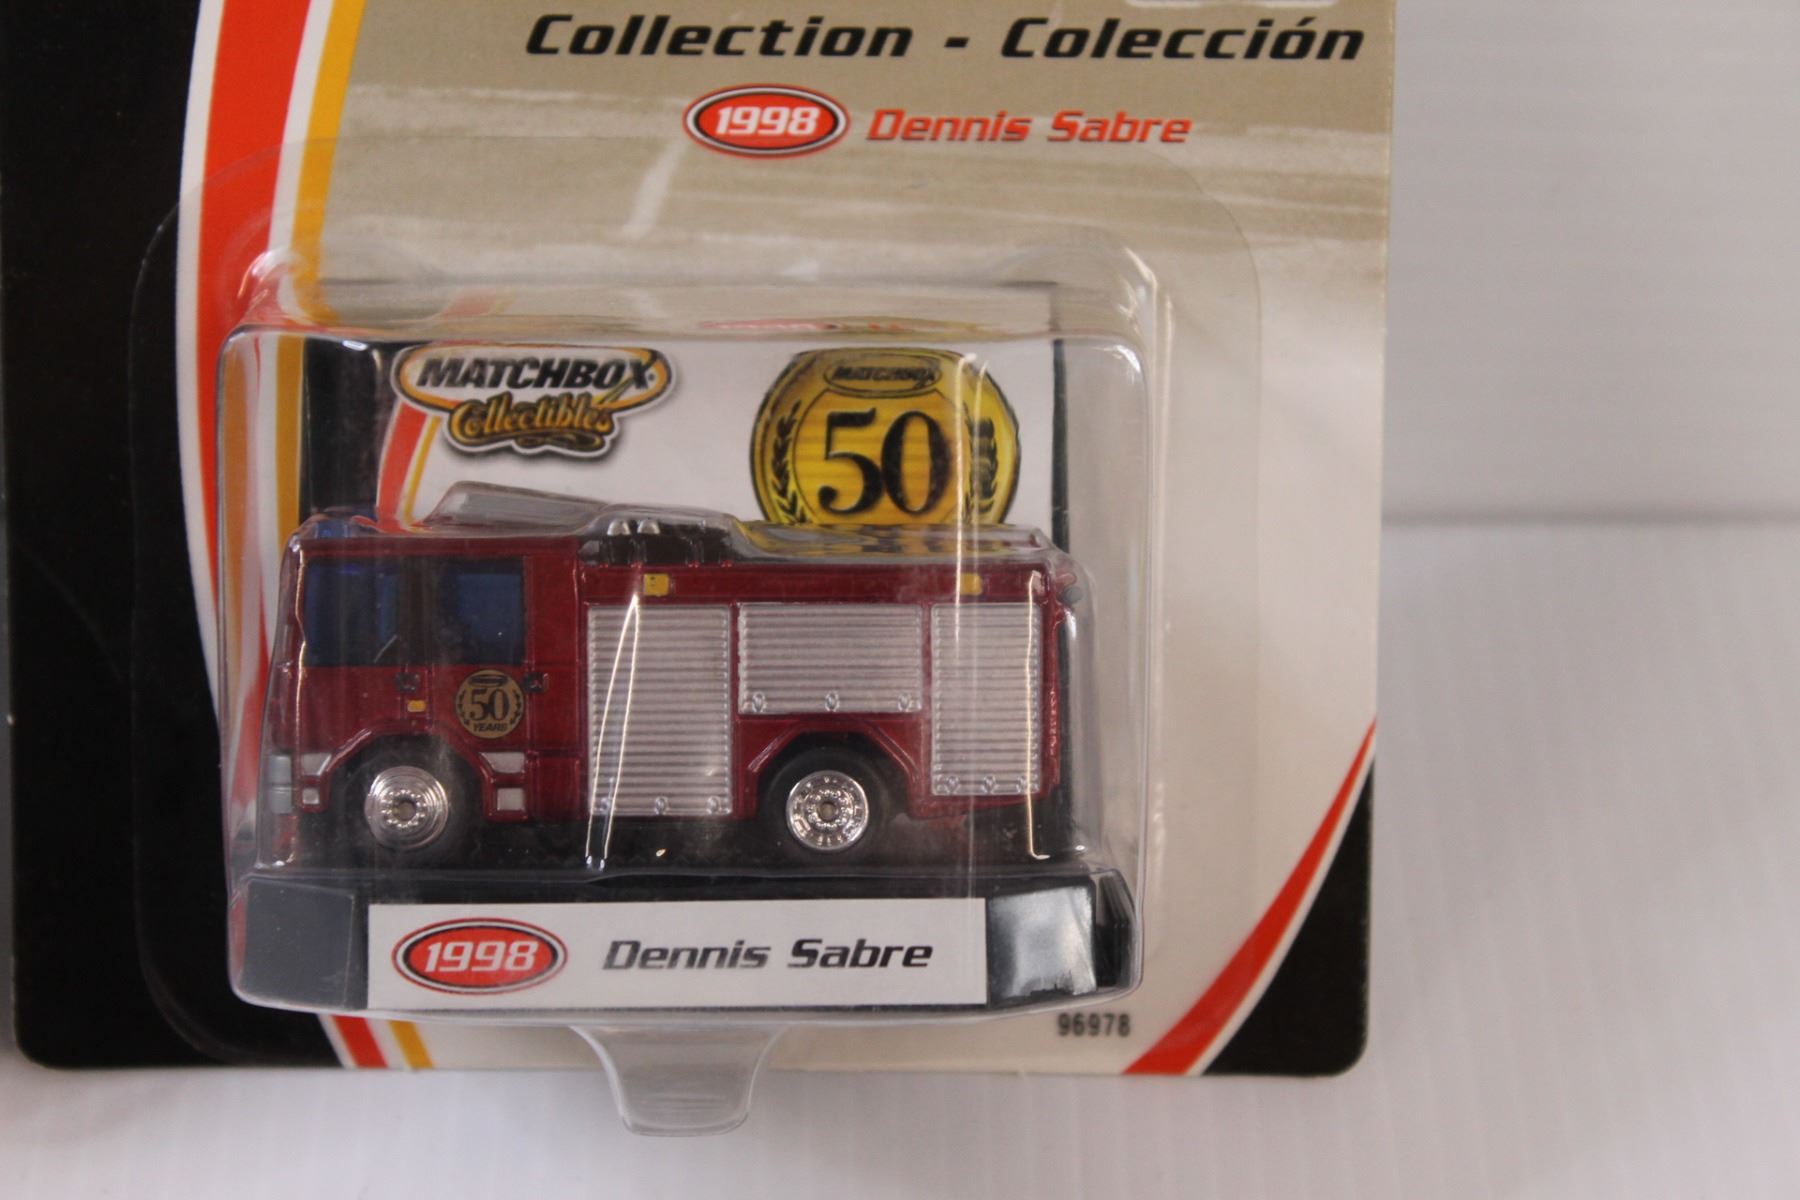 Collection - Colección
1998 Dennis Sabre
MATCHBOX
Collectibles
MATCHBOX
50
50
YEARS
1998 Dennis Sabre
96978